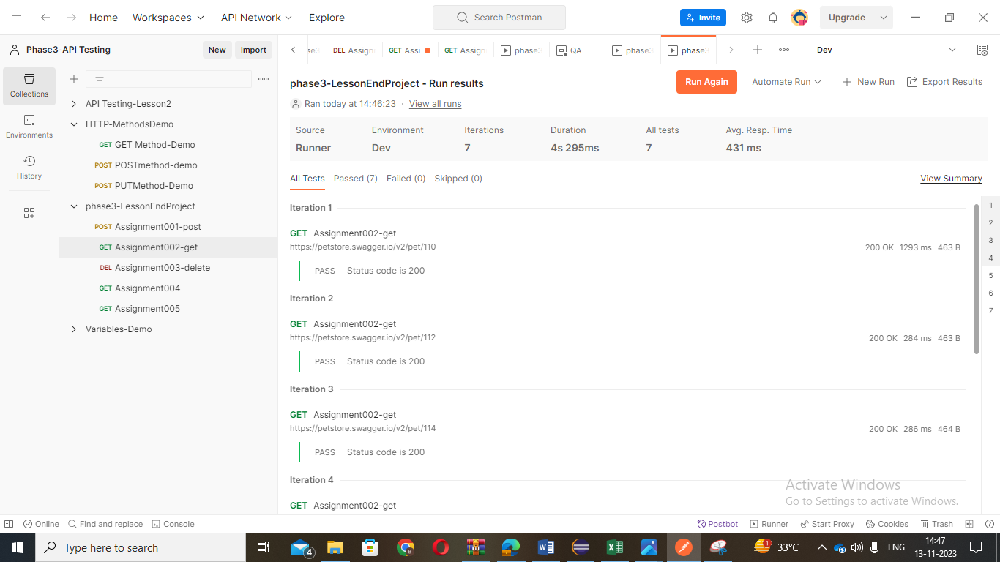 Home Workspaces API Network Explore Search Postman Invite Upgrade
Phase3-API Testing New Import
DEL Assign GET Assi GET Assign phase3 QA phase3 phase3 Dev
Collections
Environments
History
API Testing-Lesson2
HTTP-MethodsDemo
GET GET Method-Demo
POST POSTmethod-demo
POST PUTMethod-Demo
phase3-LessonEndProject
POST Assignment001-post
GET Assignment002-get
DEL Assignment003-delete
GET Assignment004
GET Assignment005
Variables-Demo
phase3-LessonEndProject - Run results
Run Again Automate Run New Run Export Results
Ran today at 14:46:23 · View all runs
Source Environment Iterations Duration All tests Avg. Resp. Time
Runner Dev 7 4s 295ms 7 431 ms
All Tests Passed (7) Failed (0) Skipped (0) View Summary
Iteration 1
GET Assignment002-get
https://petstore.swagger.io/v2/pet/110 200 OK 1293 ms 463 B
PASS Status code is 200
Iteration 2
GET Assignment002-get
https://petstore.swagger.io/v2/pet/112 200 OK 284 ms 463 B
PASS Status code is 200
Iteration 3
GET Assignment002-get
https://petstore.swagger.io/v2/pet/114 200 OK 286 ms 464 B
PASS Status code is 200
Iteration 4
GET Assignment002-get
1
2
3
4
5
6
7
Activate Windows
Go to Settings to activate Windows.
Online Find and replace Console Postbot Runner Start Proxy Cookies Trash
Type here to search 4 33°C ENG 14:47
13-11-2023